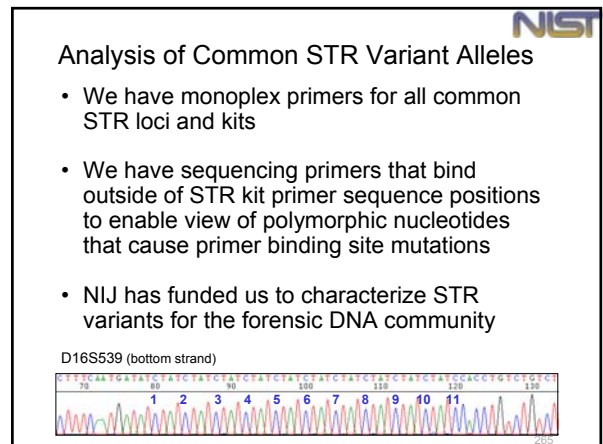 NIST
Analysis of Common STR Variant Alleles
• We have monoplex primers for all common
STR loci and kits
• We have sequencing primers that bind
outside of STR kit primer sequence positions
to enable view of polymorphic nucleotides
that cause primer binding site mutations
• NIJ has funded us to characterize STR
variants for the forensic DNA community
D16S539 (bottom strand)
CTTTCAATGATATCTATCTATCTATCTATCTATCTATCTATCTATCTATCTATCTATCCACCTGTCTGTCT
70 80 90 100 110 120 130
1 2 3 4 5 6 7 8 9 10 11
265